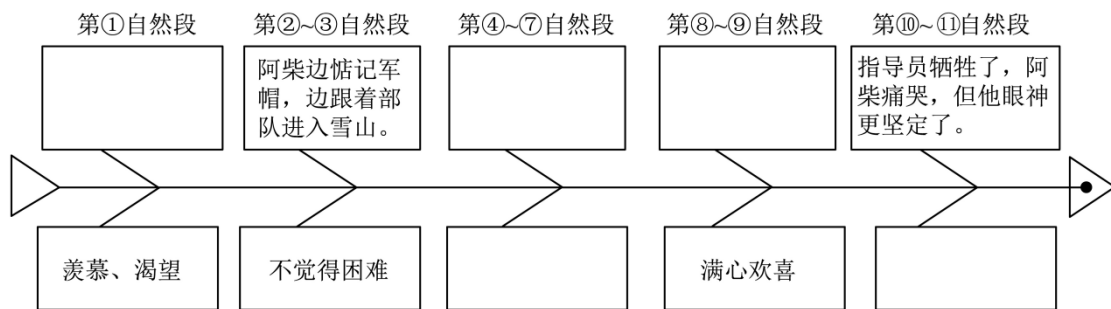 第①自然段
第②~③自然段
第④~⑦自然段
第⑧~⑨自然段
第⑩~⑪自然段
阿柴边惦记军
帽，边跟着部
队进入雪山。
指导员牺牲了，阿
柴痛哭，但他眼神
更坚定了。
羡慕、渴望
不觉得困难
满心欢喜